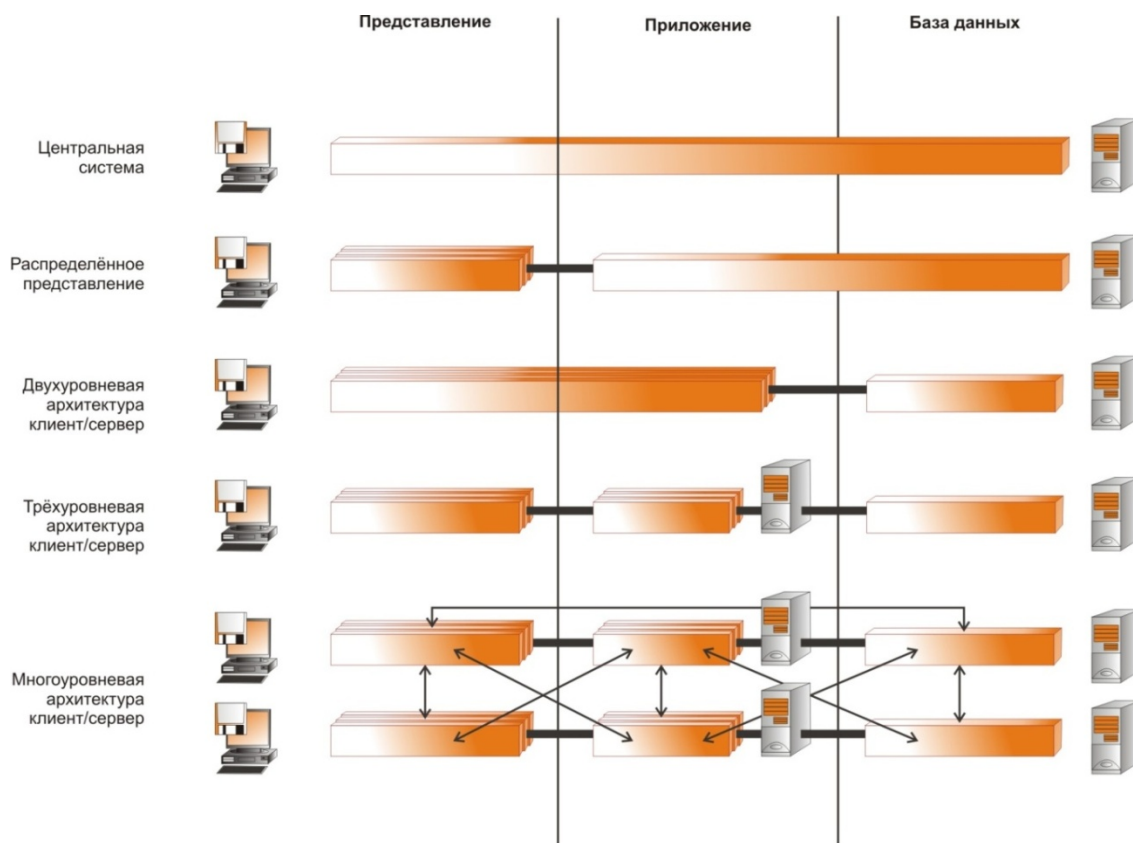 Представление
Приложение
База данных
Центральная
система
Распределённое
представление
Двухуровневая
архитектура
клиент/сервер
Трёхуровневая
архитектура
клиент/сервер
Многоуровневая
архитектура
клиент/сервер